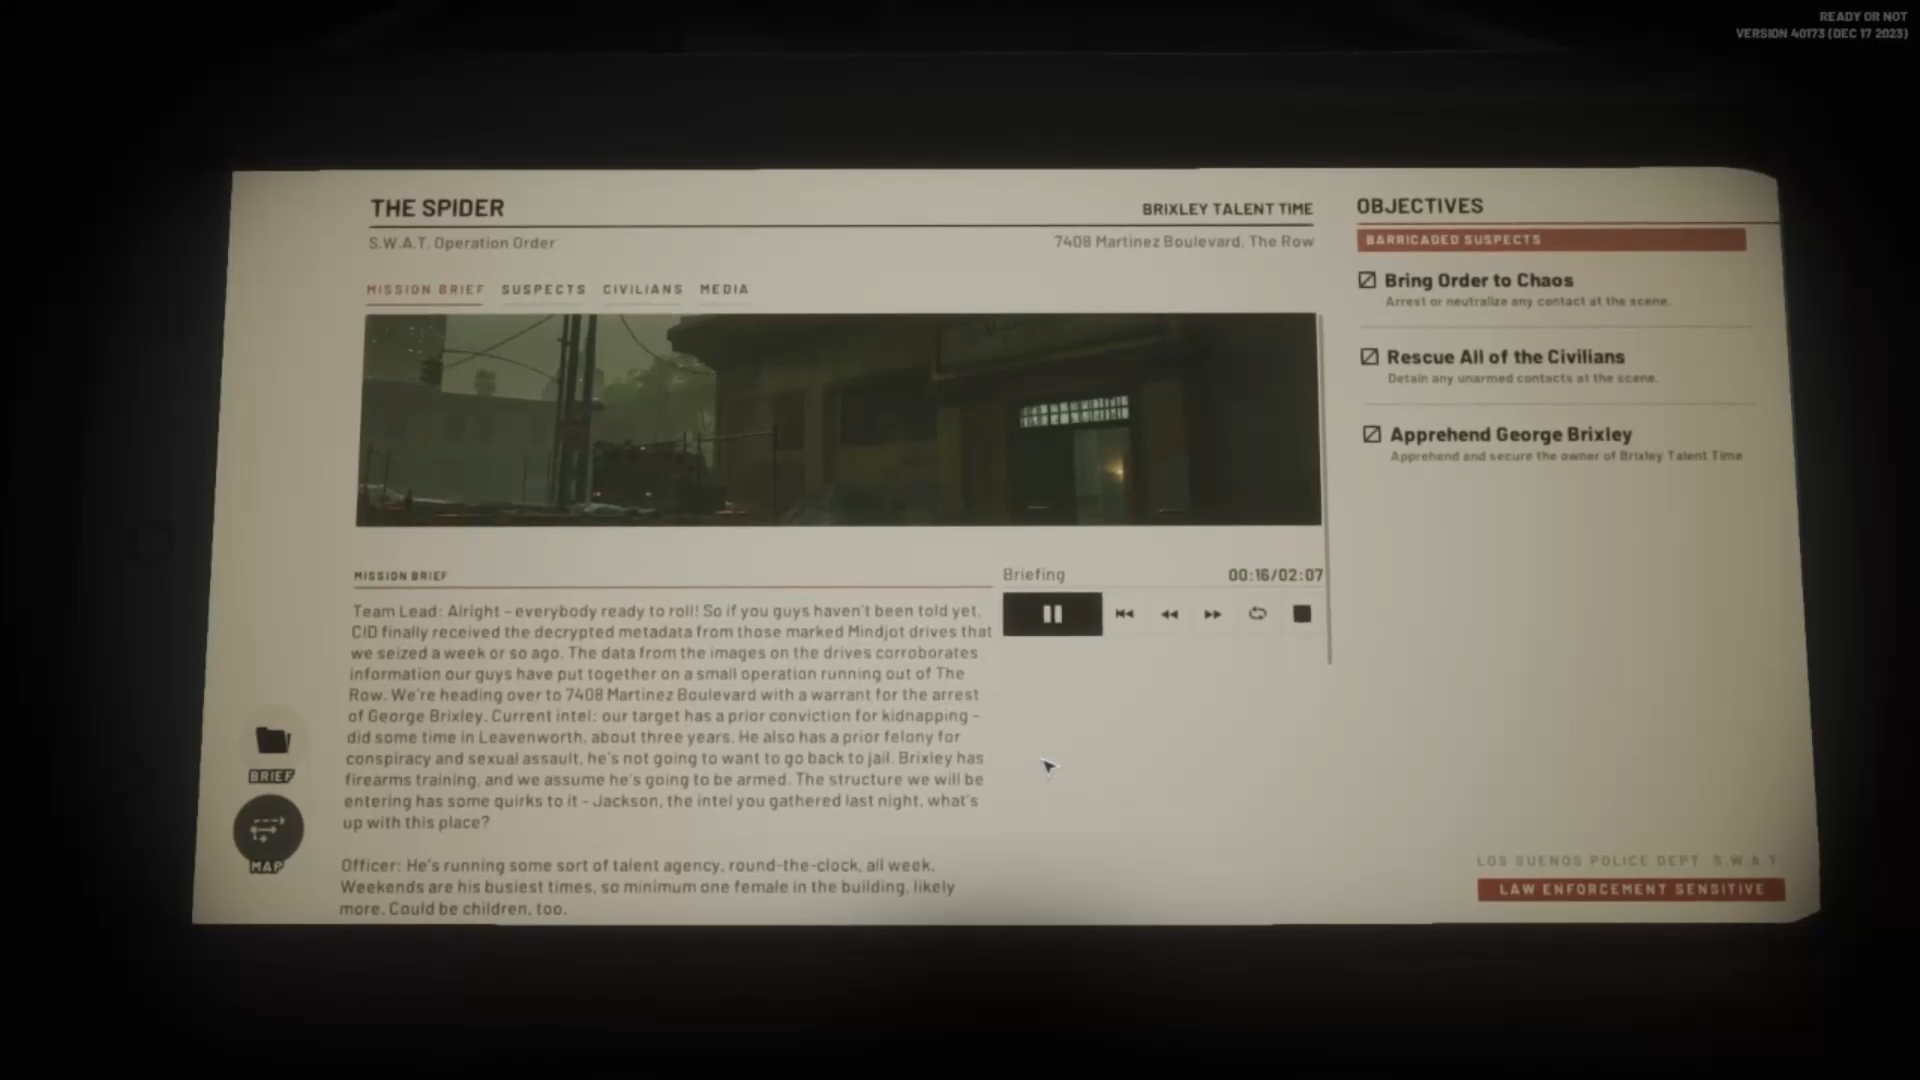 READY OR NOT
VERSION 40173 (DEC 17 2023)
THE SPIDER
BRIXLEY TALENT TIME
S.W.A.T. Operation Order
7408 Martinez Boulevard, The Row
MISSION BRIEF SUSPECTS CIVILIANS MEDIA
MISSION BRIEF
Briefing 00:16/02:07
Team Lead: Alright - everybody ready to roll! So if you guys haven't been told yet,
CID finally received the decrypted metadata from those marked Mindjot drives that
we seized a week or so ago. The data from the images on the drives corroborates
information our guys have put together on a small operation running out of The
Row. We're heading over to 7408 Martinez Boulevard with a warrant for the arrest
of George Brixley. Current intel: our target has a prior conviction for kidnapping -
did some time in Leavenworth, about three years. He also has a prior felony for
conspiracy and sexual assault, he's not going to want to go back to jail. Brixley has
firearms training, and we assume he's going to be armed. The structure we will be
entering has some quirks to it - Jackson, the intel you gathered last night, what's
up with this place?
Officer: He's running some sort of talent agency, round-the-clock, all week.
Weekends are his busiest times, so minimum one female in the building, likely
more. Could be children, too.
BRIEF
MAP
OBJECTIVES
BARRICADED SUSPECTS
Bring Order to Chaos
Arrest or neutralize any contact at the scene.
Rescue All of the Civilians
Detain any unarmed contacts at the scene.
Apprehend George Brixley
Apprehend and secure the owner of Brixley Talent Time
LOS SUENOS POLICE DEPT. S.W.A.T.
LAW ENFORCEMENT SENSITIVE